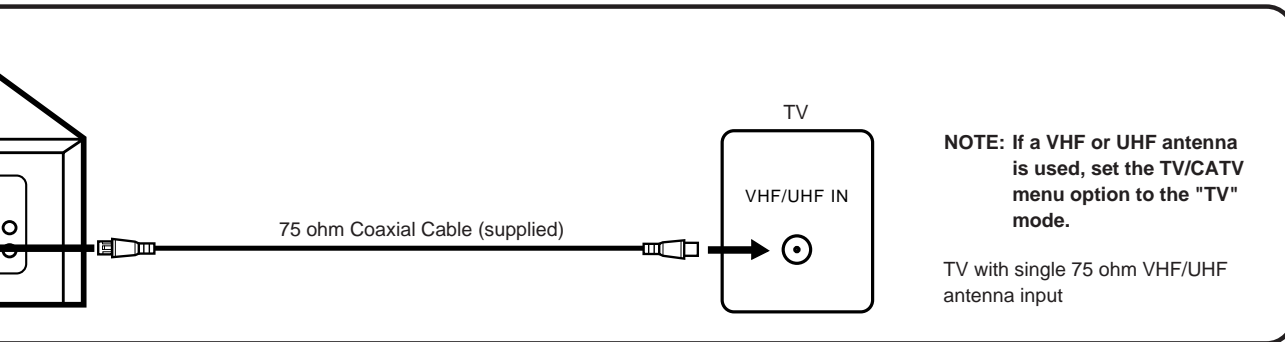 TV
VHF/UHF IN
75 ohm Coaxial Cable (supplied)
NOTE: If a VHF or UHF antenna
is used, set the TV/CATV
menu option to the "TV"
mode.
TV with single 75 ohm VHF/UHF
antenna input